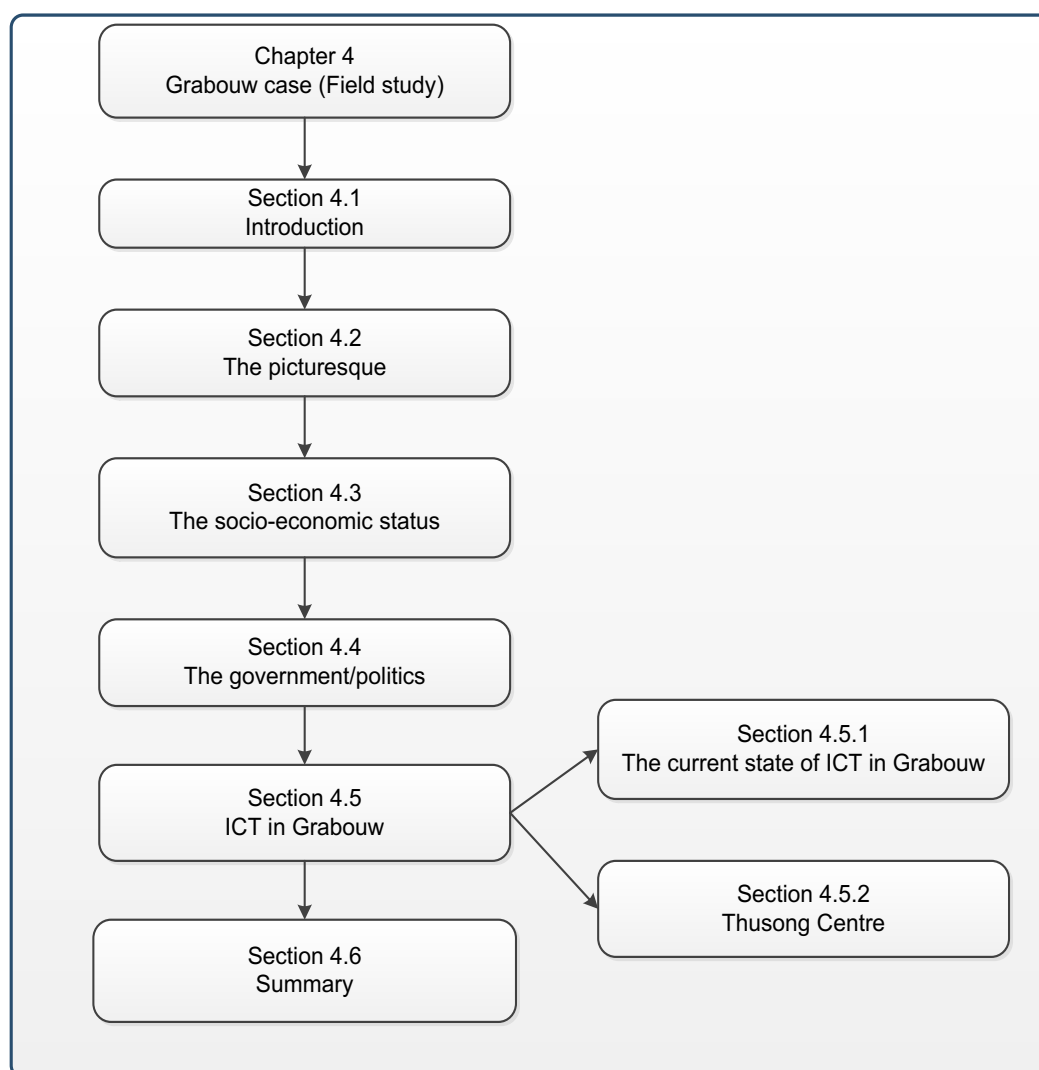 Chapter 4
Grabouw case (Field study)
Section 4.1
Introduction
Section 4.2
The picturesque
Section 4.3
The socio-economic status
Section 4.4
The government/politics
Section 4.5
ICT in Grabouw
Section 4.5.1
The current state of ICT in Grabouw
Section 4.5.2
Thusong Centre
Section 4.6
Summary